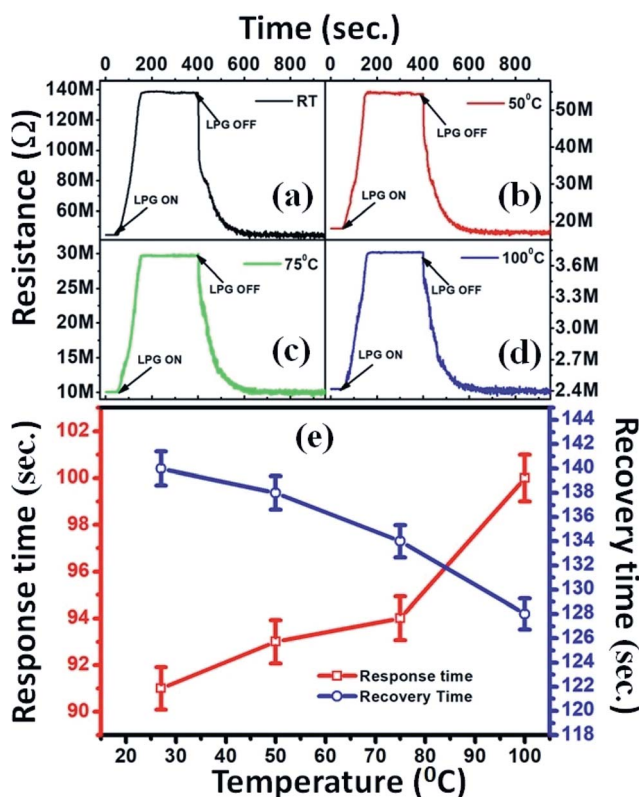 Time (sec.)
0 200 400 600 800 0 200 400 600 800
Resistance (Ω)
140M
120M
100M
80M
60M
RT
LPG OFF
LPG ON
(a)
50⁰C
LPG OFF
LPG ON
(b)
50M
40M
30M
20M
30M
25M
20M
15M
10M
75⁰C
LPG OFF
LPG ON
(c)
100⁰C
LPG OFF
LPG ON
(d)
3.6M
3.3M
3.0M
2.7M
2.4M
(e)
Response time (sec.)
102
100
98
96
94
92
90
Response time
Recovery Time
Recovery time (sec.)
144
142
140
138
136
134
132
130
128
126
124
122
120
118
20 30 40 50 60 70 80 90 100
Temperature (⁰C)